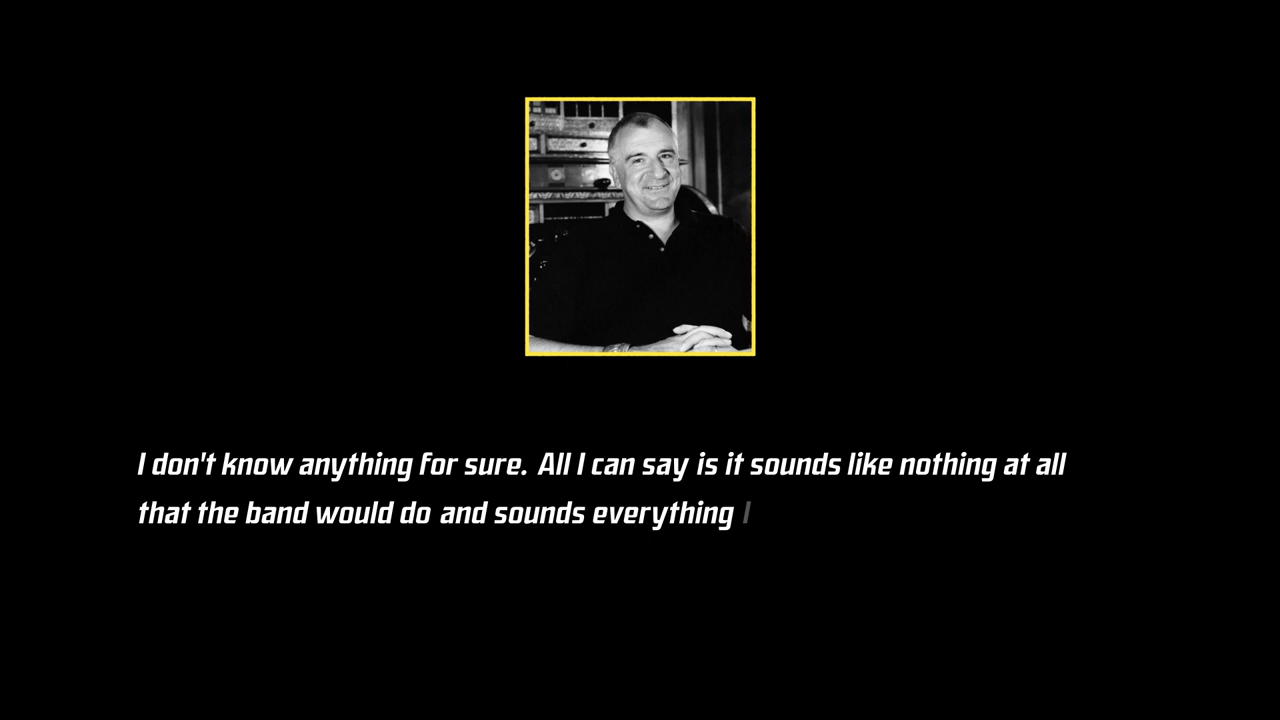 I don't know anything for sure. All I can say is it sounds like nothing at all
that the band would do and sounds everything I